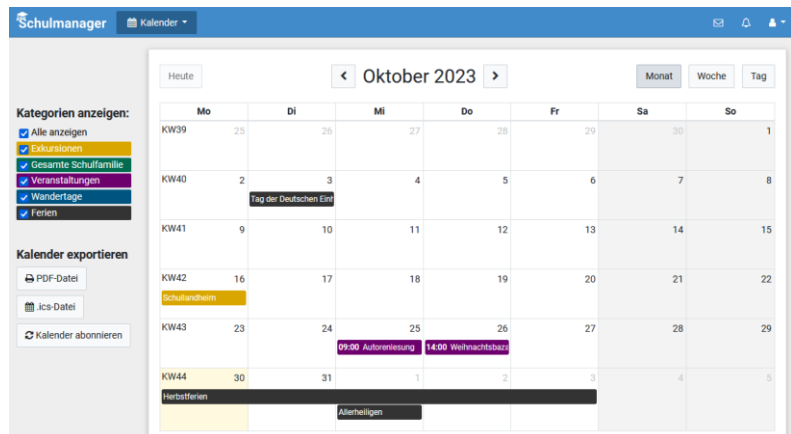 Schulmanager
Kalender
Heute
Oktober 2023
Monat Woche Tag
Kategorien anzeigen:
Alle anzeigen
Exkursionen
Gesamte Schulfamilie
Veranstaltungen
Wandertage
Ferien
Kalender exportieren
PDF-Datei
.ics-Datei
Kalender abonnieren
Mo Di Mi Do Fr Sa So
KW39 25 26 27 28 29 30 1
KW40 2 3 4 5 6 7 8
Tag der Deutschen Einh
KW41 9 10 11 12 13 14 15
KW42 16 17 18 19 20 21 22
Schullandheim
KW43 23 24 25 26 27 28 29
09:00 Autorenlesung 14:00 Weihnachtsbaza
KW44 30 31 1 2 3 4 5
Herbstferien
Allerheiligen